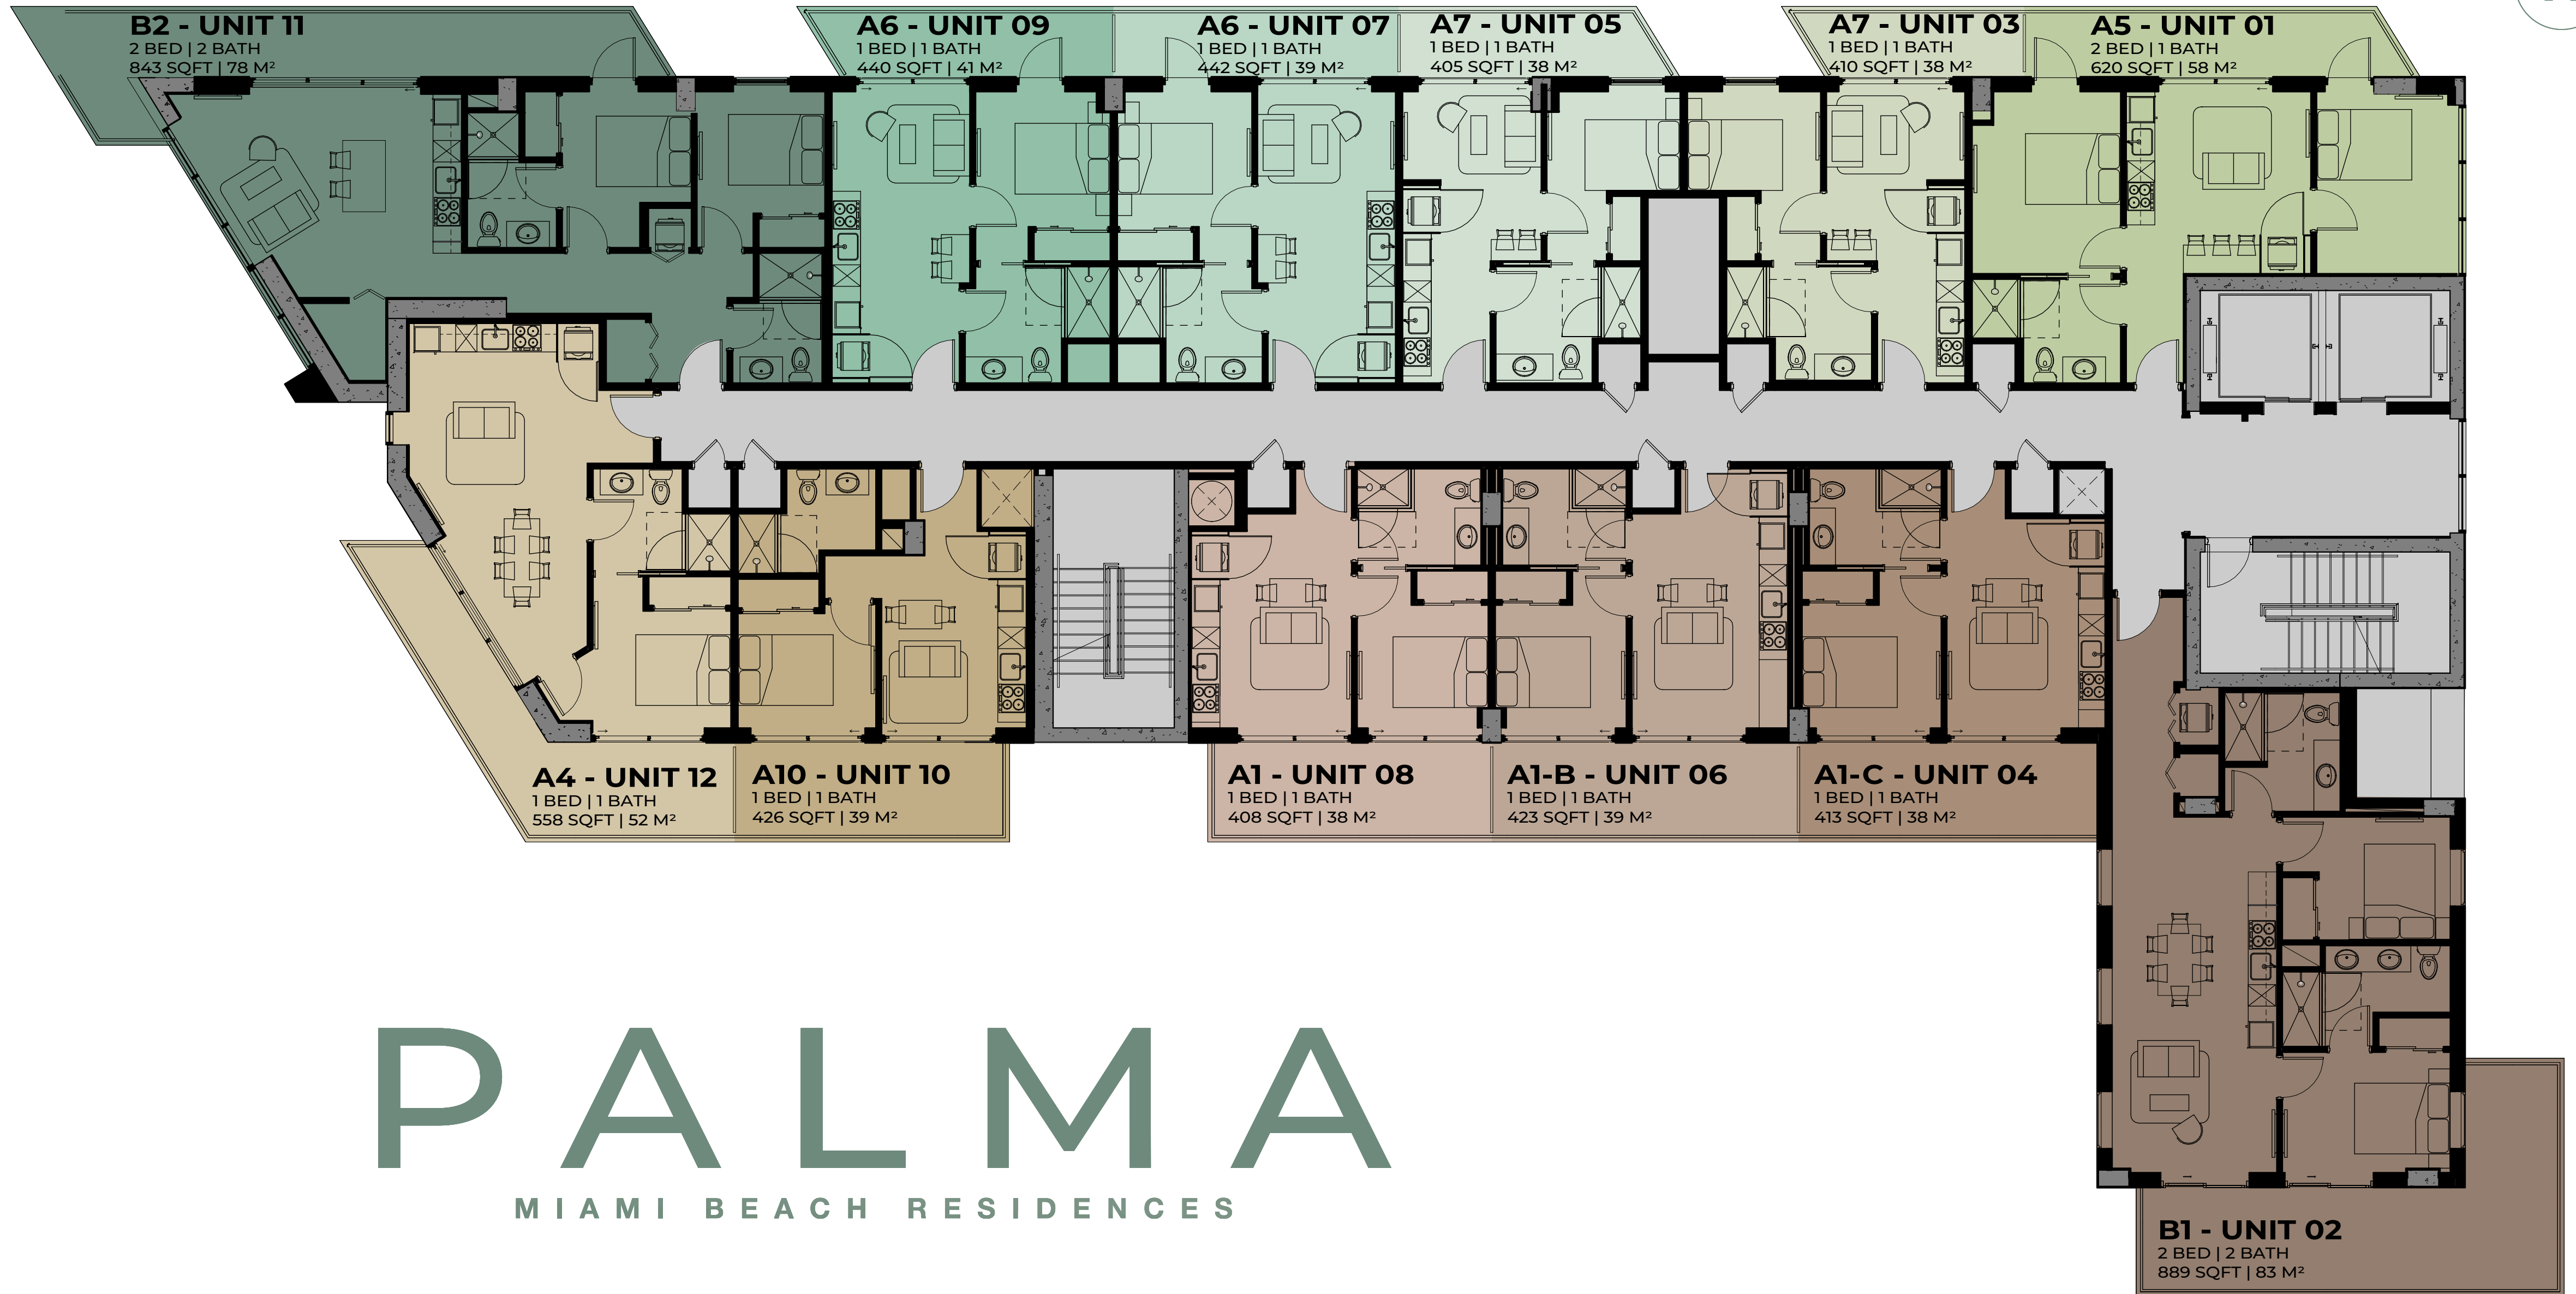 B2 - UNIT 11
2 BED | 2 BATH
843 SQFT | 78 M²
A6 - UNIT 09
1 BED | 1 BATH
440 SQFT | 41 M²
A6 - UNIT 07
1 BED | 1 BATH
442 SQFT | 39 M²
A7 - UNIT 05
1 BED | 1 BATH
405 SQFT | 38 M²
A7 - UNIT 03
1 BED | 1 BATH
410 SQFT | 38 M²
A5 - UNIT 01
2 BED | 1 BATH
620 SQFT | 58 M²
A4 - UNIT 12
1 BED | 1 BATH
558 SQFT | 52 M²
A10 - UNIT 10
1 BED | 1 BATH
426 SQFT | 39 M²
A1 - UNIT 08
1 BED | 1 BATH
408 SQFT | 38 M²
A1-B - UNIT 06
1 BED | 1 BATH
423 SQFT | 39 M²
A1-C - UNIT 04
1 BED | 1 BATH
413 SQFT | 38 M²
B1 - UNIT 02
2 BED | 2 BATH
889 SQFT | 83 M²
PALMA
MIAMI BEACH RESIDENCES